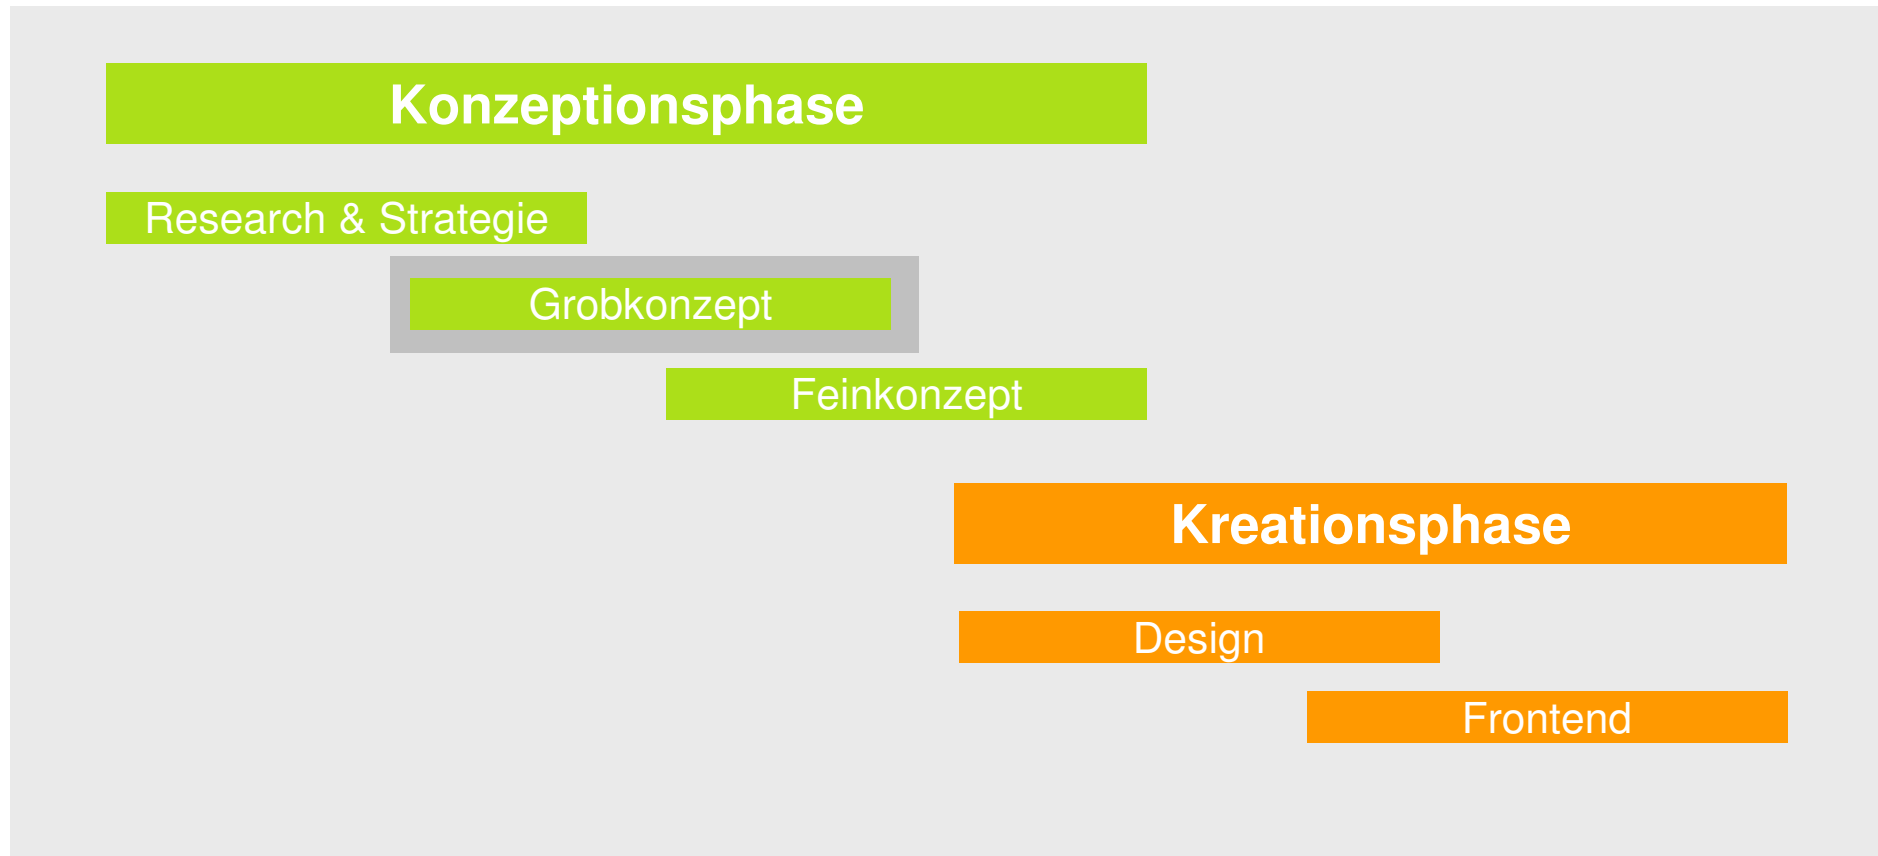 Konzeptionsphase
Research & Strategie
Grobkonzept
Feinkonzept
Kreationsphase
Design
Frontend